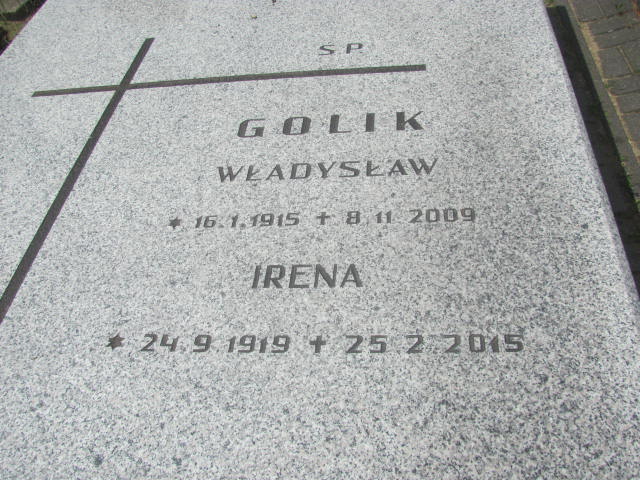 SP
GOLIK
WŁADYSŁAW
* 16.1.1915 + 8.11 2009
IRENA
* 24.9.1919 + 25.2.2015